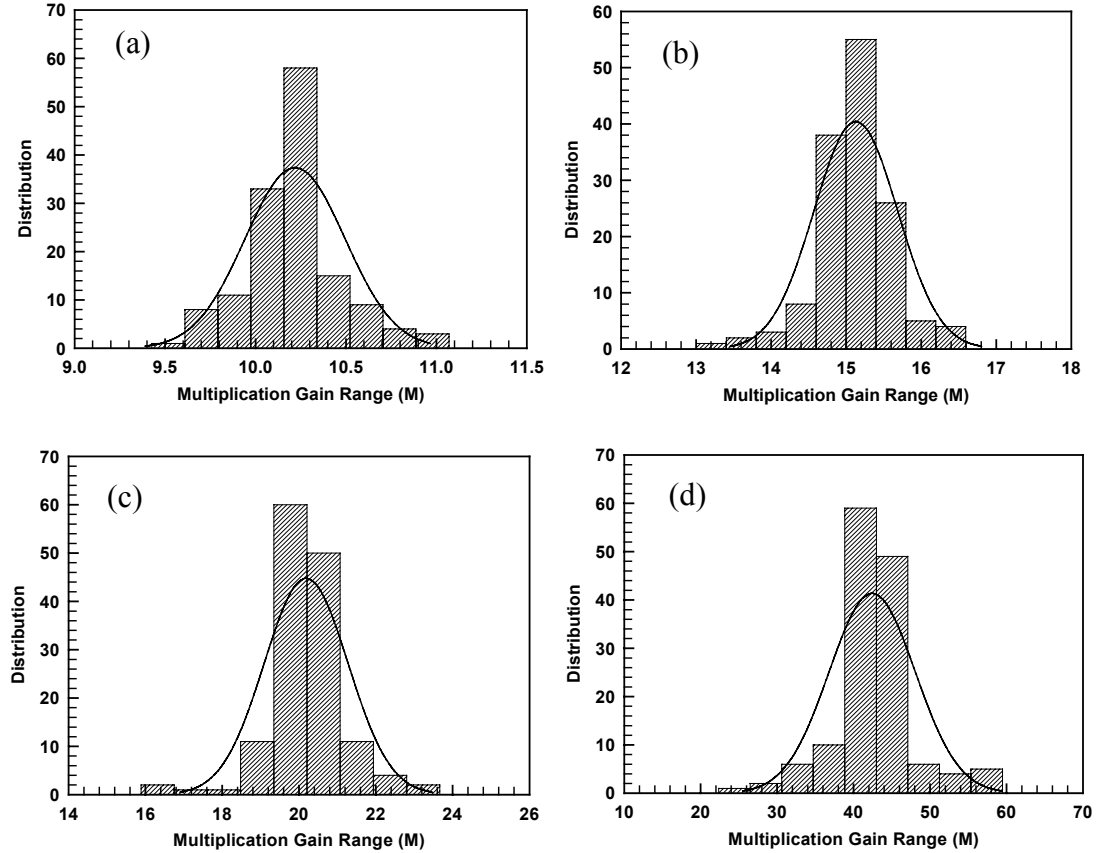 (a)
70
60
50
40
30
20
10
0
Distribution
9.0 9.5 10.0 10.5 11.0 11.5
Multiplication Gain Range (M)
(b)
60
50
40
30
20
10
0
Distribution
12 13 14 15 16 17 18
Multiplication Gain Range (M)
(c)
70
60
50
40
30
20
10
0
Distribution
14 16 18 20 22 24 26
Multiplication Gain Range (M)
(d)
70
60
50
40
30
20
10
0
Distribution
10 20 30 40 50 60 70
Multiplication Gain Range (M)